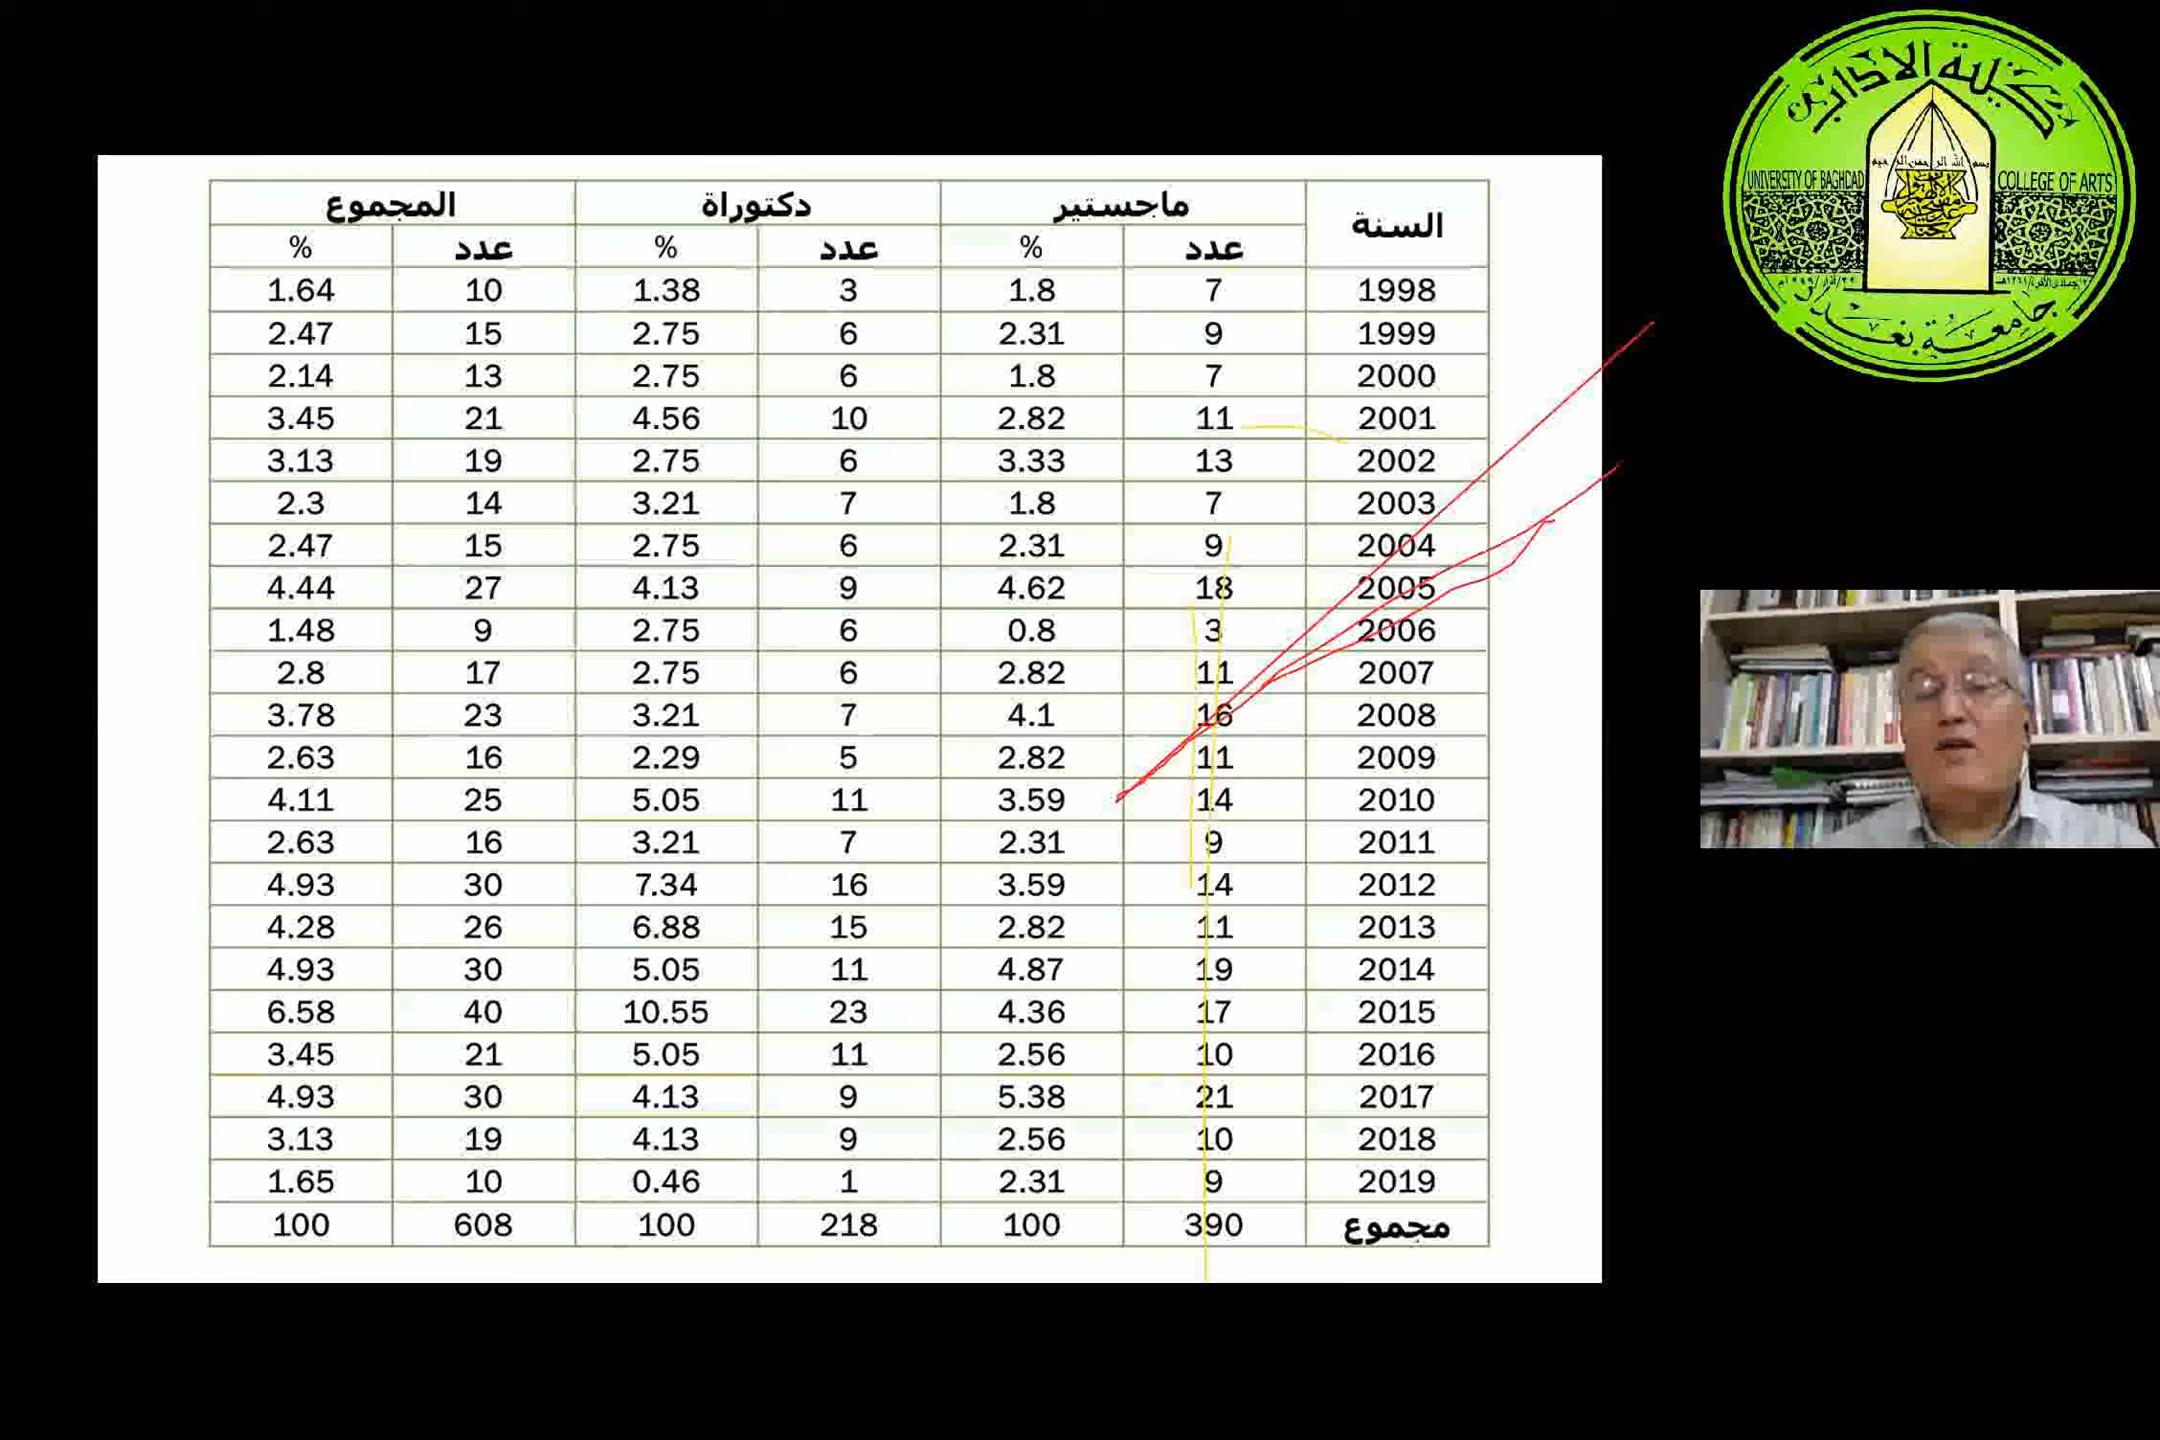 السنة ماجستير دكتوراة المجموع
عدد % عدد % عدد %
1998 7 1.8 3 1.38 10 1.64
1999 9 2.31 6 2.75 15 2.47
2000 7 1.8 6 2.75 13 2.14
2001 11 2.82 10 4.56 21 3.45
2002 13 3.33 6 2.75 19 3.13
2003 7 1.8 7 3.21 14 2.3
2004 9 2.31 6 2.75 15 2.47
2005 18 4.62 9 4.13 27 4.44
2006 3 0.8 6 2.75 9 1.48
2007 11 2.82 6 2.75 17 2.8
2008 16 4.1 7 3.21 23 3.78
2009 11 2.82 5 2.29 16 2.63
2010 14 3.59 11 5.05 25 4.11
2011 9 2.31 7 3.21 16 2.63
2012 14 3.59 16 7.34 30 4.93
2013 11 2.82 15 6.88 26 4.28
2014 19 4.87 11 5.05 30 4.93
2015 17 4.36 23 10.55 40 6.58
2016 10 2.56 11 5.05 21 3.45
2017 21 5.38 9 4.13 30 4.93
2018 10 2.56 9 4.13 19 3.13
2019 9 2.31 1 0.46 10 1.65
مجموع 390 100 218 100 608 100
كلية الاداب
بسم الله الرحمن الرحيم
UNIVERSITY OF BAGHDAD COLLEGE OF ARTS
جامعة بغداد